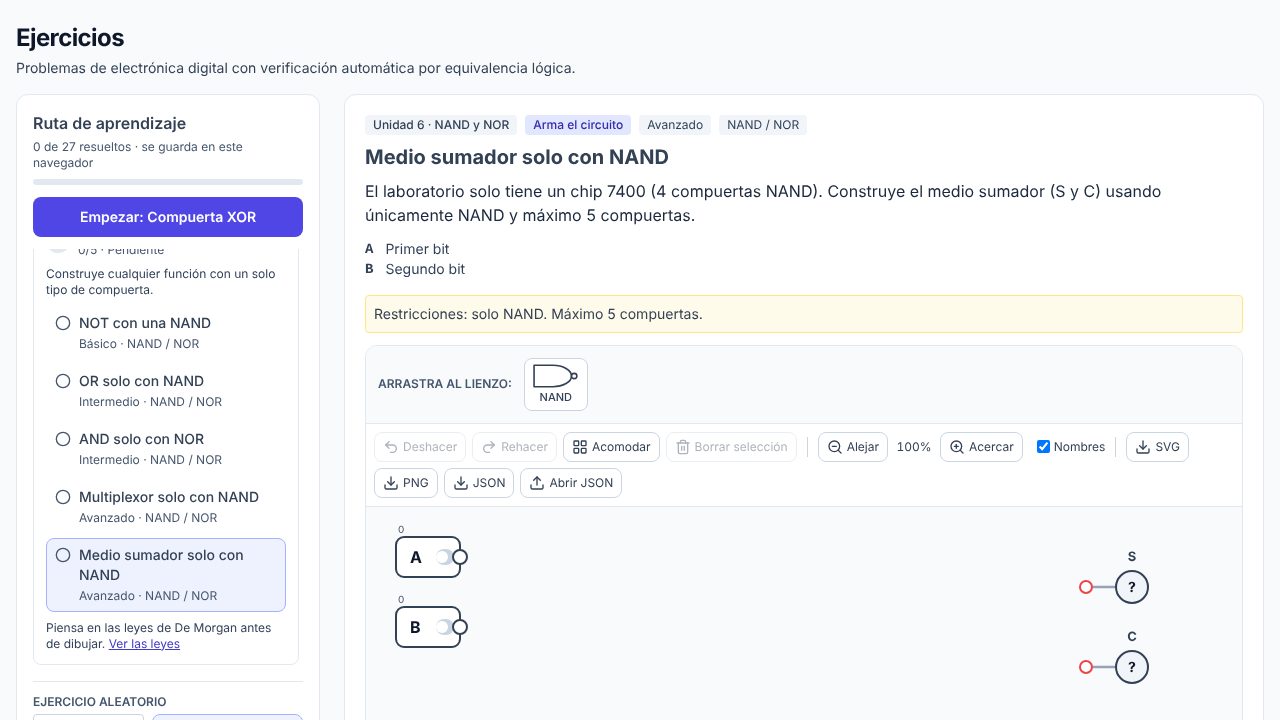 Ejercicios
Problemas de electrónica digital con verificación automática por equivalencia lógica.
Ruta de aprendizaje
0 de 27 resueltos · se guarda en este
navegador
Empezar: Compuerta XOR
0/5 · Pendiente
Construye cualquier función con un solo
tipo de compuerta.
NOT con una NAND
Básico · NAND / NOR
OR solo con NAND
Intermedio · NAND / NOR
AND solo con NOR
Intermedio · NAND / NOR
Multiplexor solo con NAND
Avanzado · NAND / NOR
Medio sumador solo con
NAND
Avanzado · NAND / NOR
Piensa en las leyes de De Morgan antes
de dibujar. Ver las leyes
EJERCICIO ALEATORIO
Unidad 6 · NAND y NOR Arma el circuito Avanzado NAND / NOR
Medio sumador solo con NAND
El laboratorio solo tiene un chip 7400 (4 compuertas NAND). Construye el medio sumador (S y C) usando
únicamente NAND y máximo 5 compuertas.
A Primer bit
B Segundo bit
Restricciones: solo NAND. Máximo 5 compuertas.
ARRASTRA AL LIENZO:
NAND
Deshacer Rehacer Acomodar Borrar selección Alejar 100% Acercar Nombres SVG
PNG JSON Abrir JSON
0
A
0
B
S
?
C
?